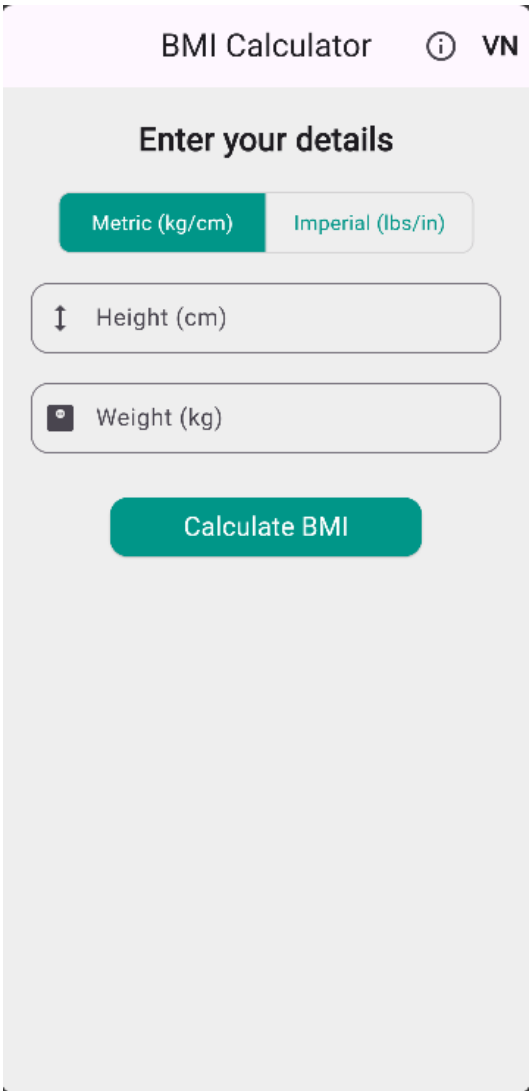 BMI Calculator VN
Enter your details
Metric (kg/cm) Imperial (lbs/in)
Height (cm)
Weight (kg)
Calculate BMI